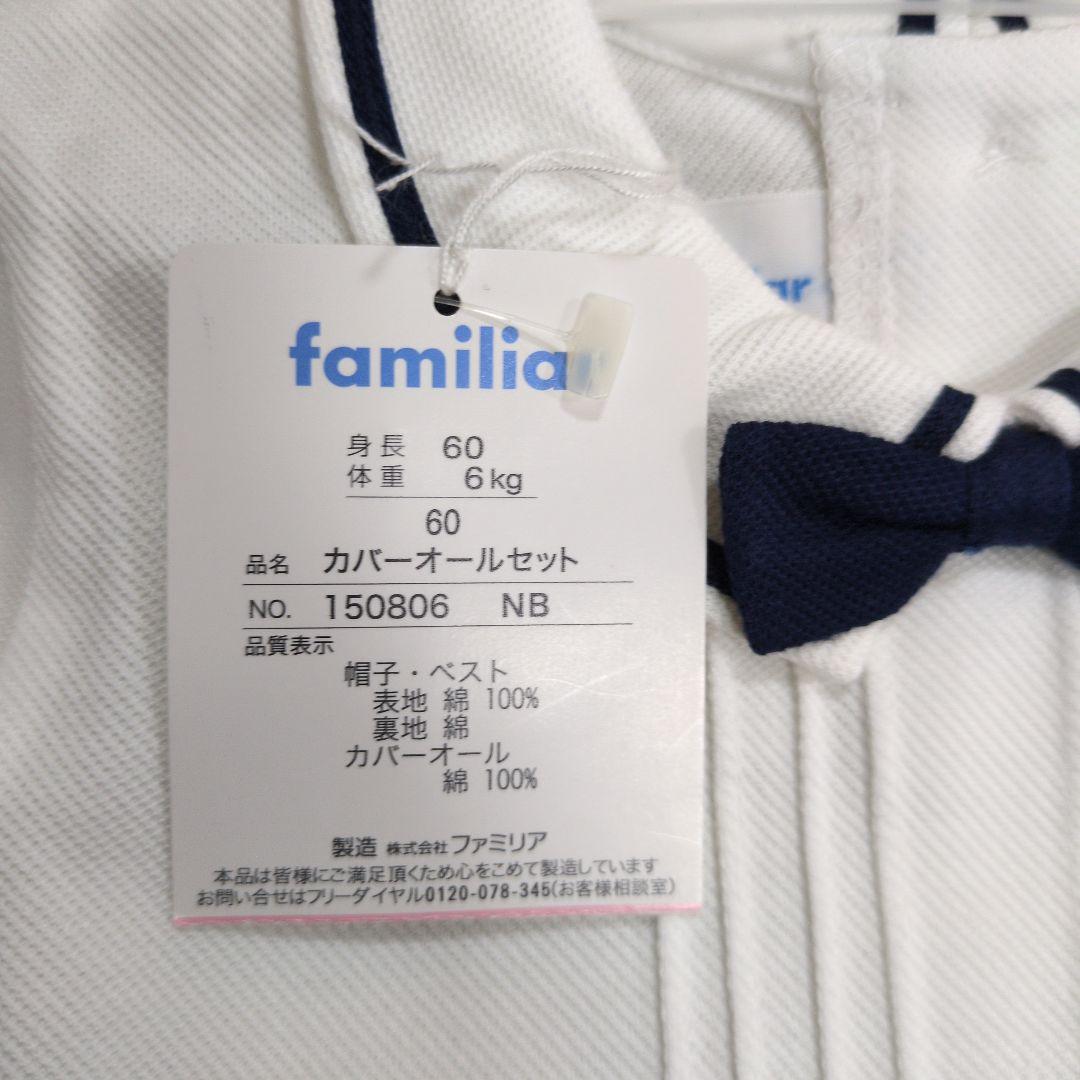 familiar
身長 60
体重 6kg
60
品名 カバーオールセット
NO. 150806 NB
品質表示
帽子・ベスト
表地 綿 100%
裏地 綿
カバーオール
綿 100%
製造 株式会社 ファミリア
本品は皆様にご満足頂くため心をこめて製造しています
お問い合せはフリーダイヤル0120-078-345(お客様相談室)